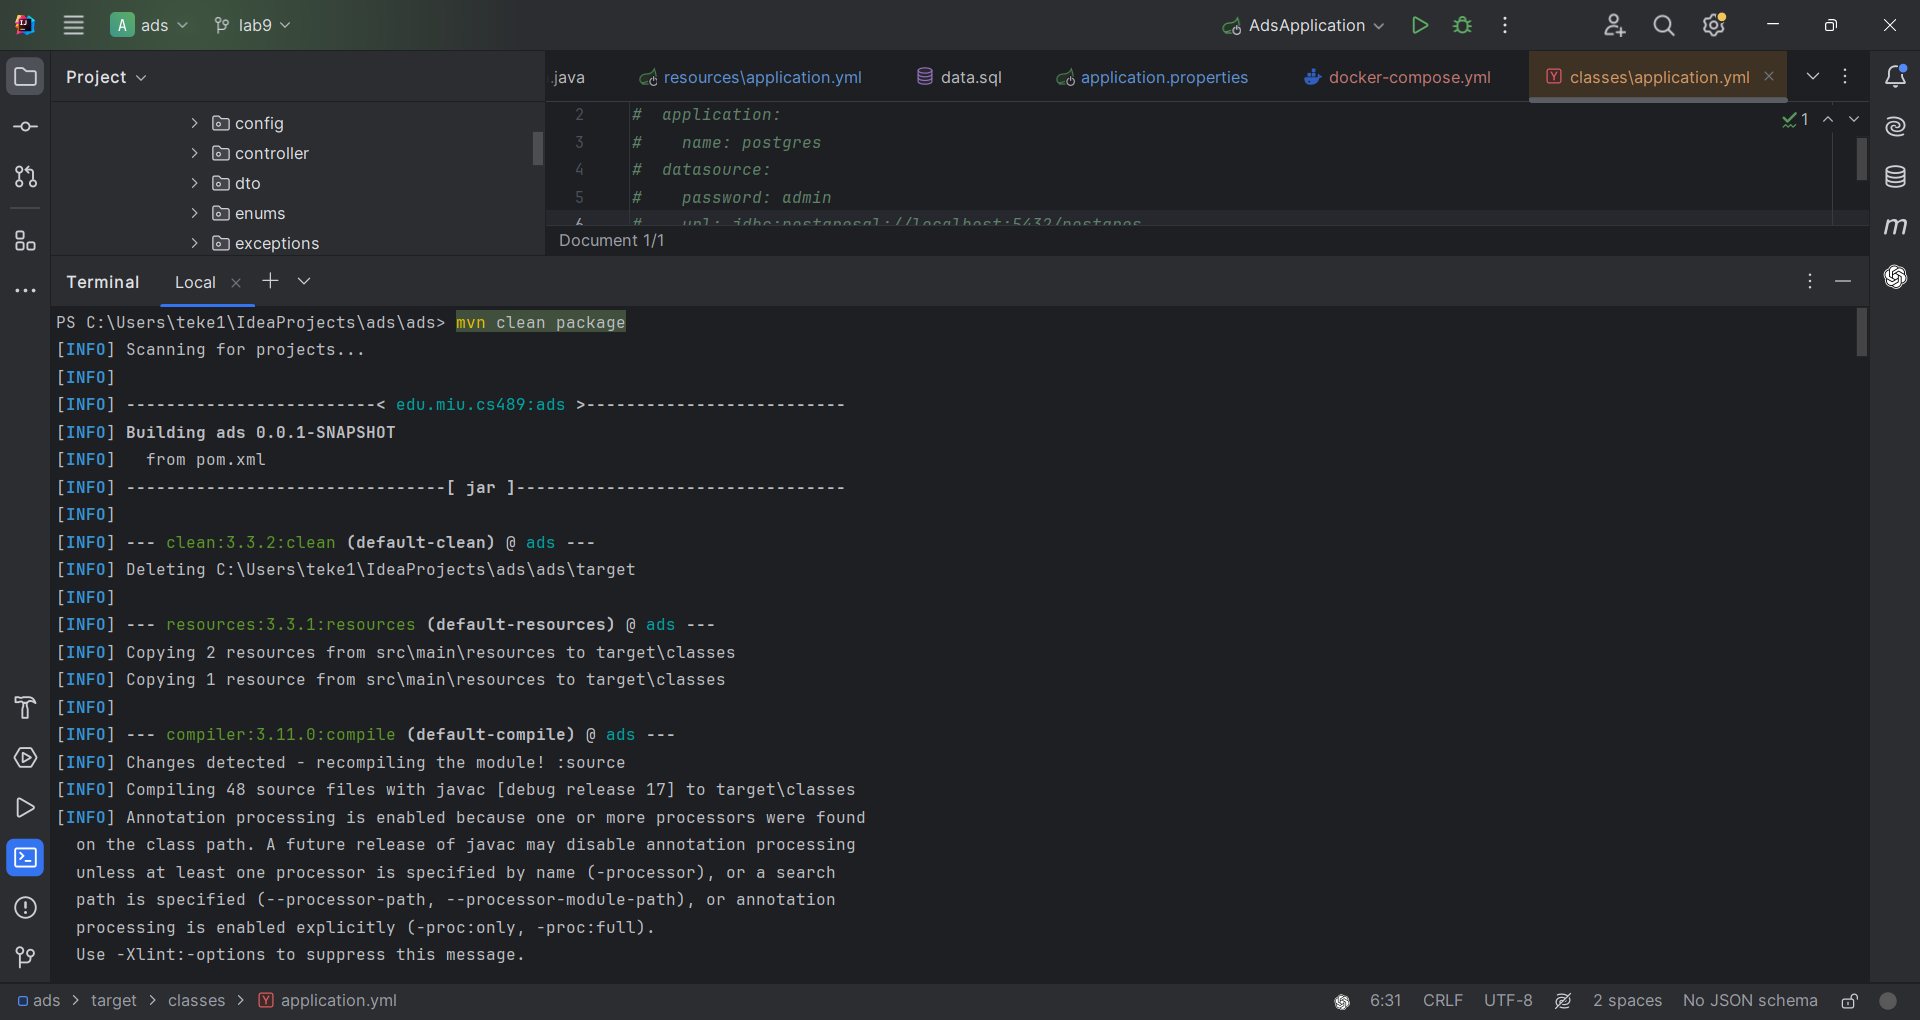 A ads lab9 AdsApplication
Project
.java resources\application.yml data.sql application.properties docker-compose.yml classes\application.yml
config
controller
dto
enums
exceptions
2 #  application:
3 #    name: postgres
4 #  datasource:
5 #    password: admin
6 #    url: jdbc:postgresql://localhost:5432/postgres
1
Document 1/1
Terminal Local
PS C:\Users\teke1\IdeaProjects\ads\ads> mvn clean package
[INFO] Scanning for projects...
[INFO]
[INFO] -------------------------< edu.miu.cs489:ads >--------------------------
[INFO] Building ads 0.0.1-SNAPSHOT
[INFO]   from pom.xml
[INFO] --------------------------------[ jar ]---------------------------------
[INFO]
[INFO] --- clean:3.3.2:clean (default-clean) @ ads ---
[INFO] Deleting C:\Users\teke1\IdeaProjects\ads\ads\target
[INFO]
[INFO] --- resources:3.3.1:resources (default-resources) @ ads ---
[INFO] Copying 2 resources from src\main\resources to target\classes
[INFO] Copying 1 resource from src\main\resources to target\classes
[INFO]
[INFO] --- compiler:3.11.0:compile (default-compile) @ ads ---
[INFO] Changes detected - recompiling the module! :source
[INFO] Compiling 48 source files with javac [debug release 17] to target\classes
[INFO] Annotation processing is enabled because one or more processors were found
  on the class path. A future release of javac may disable annotation processing
  unless at least one processor is specified by name (-processor), or a search
  path is specified (--processor-path, --processor-module-path), or annotation
  processing is enabled explicitly (-proc:only, -proc:full).
  Use -Xlint:-options to suppress this message.
ads > target > classes > application.yml 6:31 CRLF UTF-8 2 spaces No JSON schema